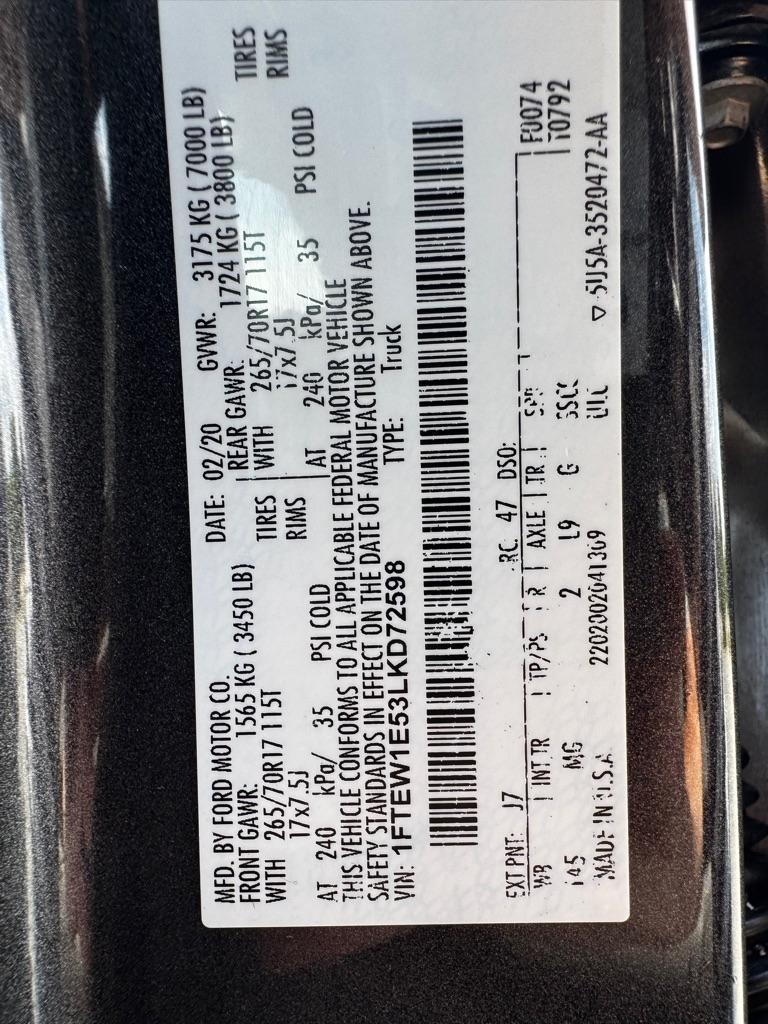 MFD. BY FORD MOTOR CO. DATE: 02/20 GVWR: 3175 KG ( 7000 LB)
FRONT GAWR: 1565 KG ( 3450 LB) REAR GAWR: 1724 KG ( 3800 LB)
WITH 265/70R17 115T TIRES WITH 265/70R17 115T TIRES
17x7.5J RIMS 17x7.5J RIMS
AT 240 kPa/ 35 PSI COLD AT 240 kPa/ 35 PSI COLD
THIS VEHICLE CONFORMS TO ALL APPLICABLE FEDERAL MOTOR VEHICLE
SAFETY STANDARDS IN EFFECT ON THE DATE OF MANUFACTURE SHOWN ABOVE.
VIN: 1FTEW1E53LKD72598 TYPE: Truck
EXT PNT: J7 RC: 47 DSO: F0074
WB INT TR TP/PS R AXLE TR T0792
145 MG 2 L9 G
MADE IN U.S.A. 2202002041369 ▽ 5U5A-3520472-AA